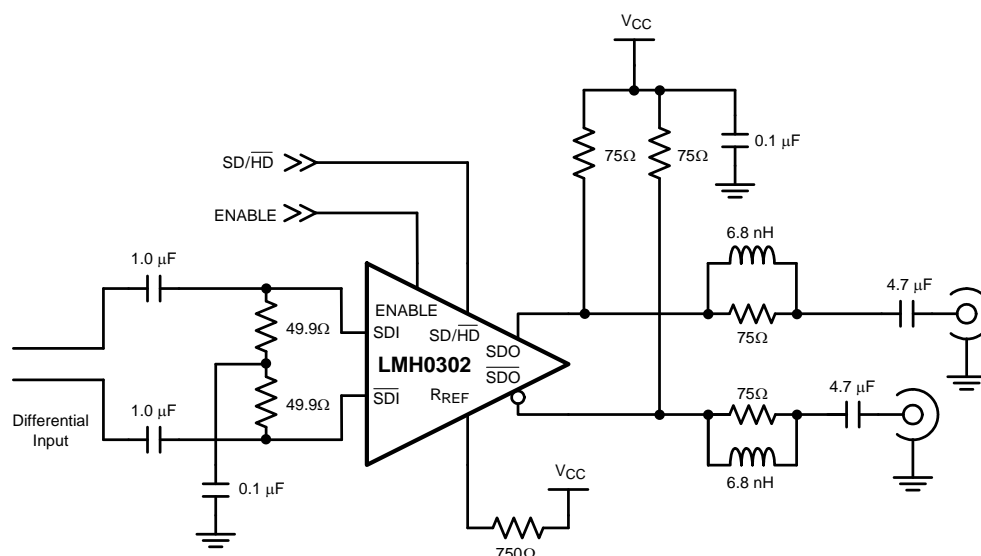 VCC
75Ω
75Ω
0.1 µF
SD/HD
ENABLE
6.8 nH
1.0 µF
4.7 µF
ENABLE
49.9Ω
SDI
SD/HD
SDO
75Ω
LMH0302
SDO
49.9Ω
SDI
RREF
75Ω
4.7 µF
Differential
Input
1.0 µF
6.8 nH
VCC
0.1 µF
750Ω